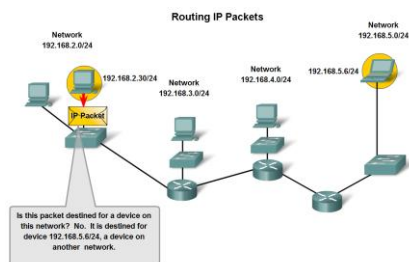 Routing IP Packets
Network
192.168.2.0/24
192.168.2.30/24
IP Packet
Network
192.168.3.0/24
Network
192.168.4.0/24
Network
192.168.5.0/24
192.168.5.6/24
Is this packet destined for a device on
this network? No. It is destined for
device 192.168.5.6/24, a device on
another network.